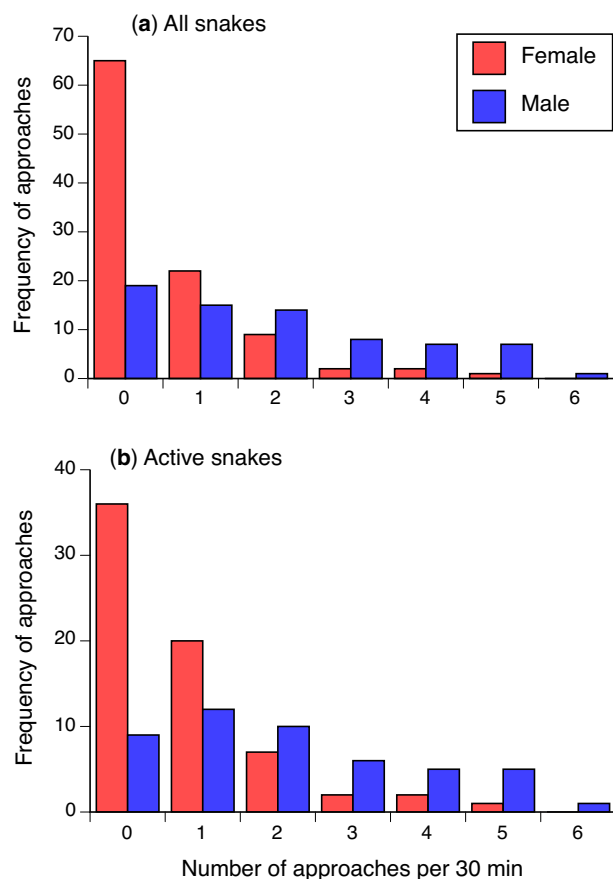 (a) All snakes
Female
Male
Frequency of approaches
70
60
50
40
30
20
10
0
0 1 2 3 4 5 6
(b) Active snakes
Frequency of approaches
40
30
20
10
0
0 1 2 3 4 5 6
Number of approaches per 30 min